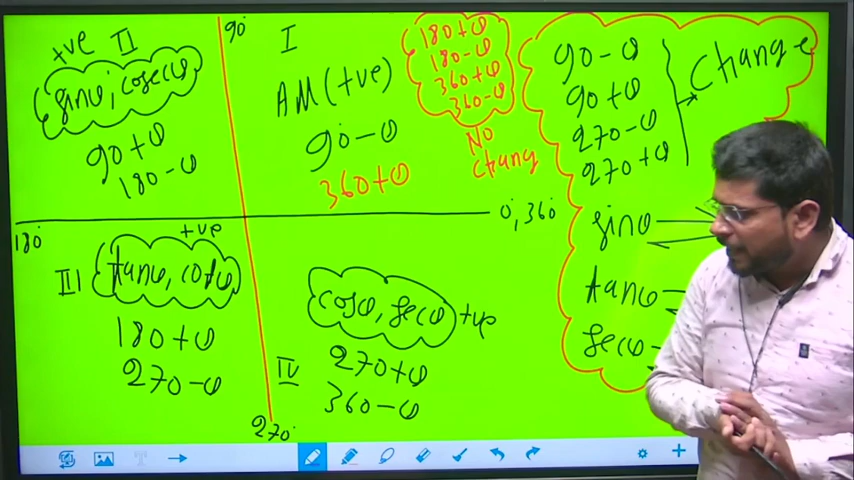 +ve II
sinθ, cosecθ
90+θ
180-θ
90°
I
All (+ve)
90-θ
360+θ
180+θ
180-θ
360+θ
360-θ
No
chang
90-θ
90+θ
270-θ
270+θ
Change
sinθ
tanθ
secθ
180°
0°, 360°
+ve
III
tanθ, cotθ
180+θ
270-θ
cosθ, secθ
+ve
IV
270+θ
360-θ
270°